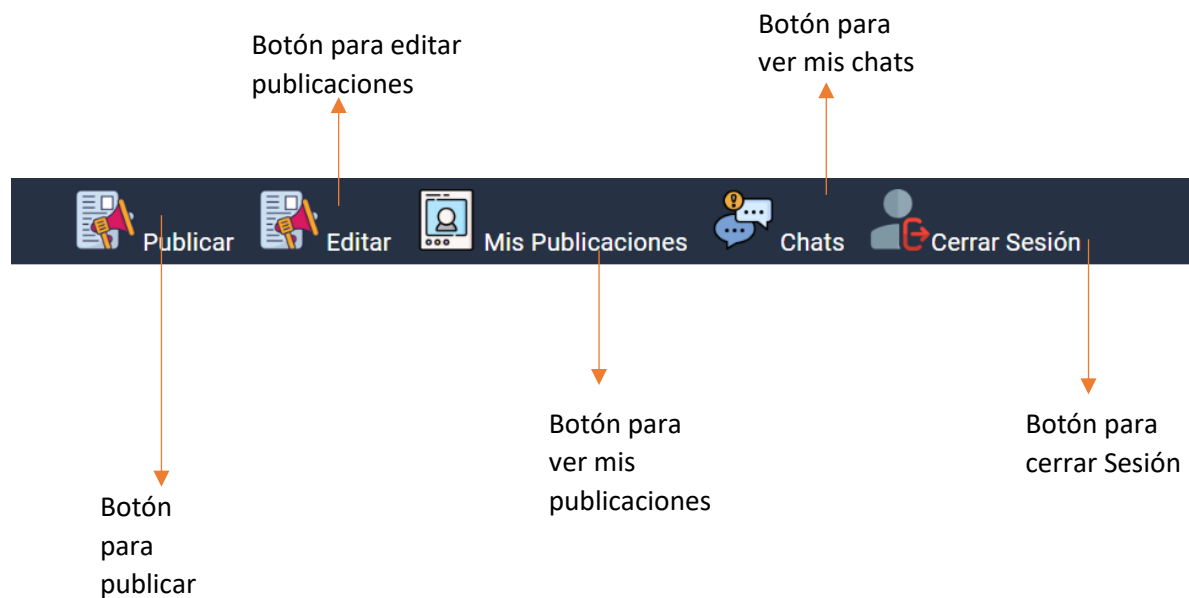 Botón para editar
publicaciones
Botón para
ver mis chats
Publicar
Editar
Mis Publicaciones
Chats
Cerrar Sesión
Botón
para
publicar
Botón para
ver mis
publicaciones
Botón para
cerrar Sesión